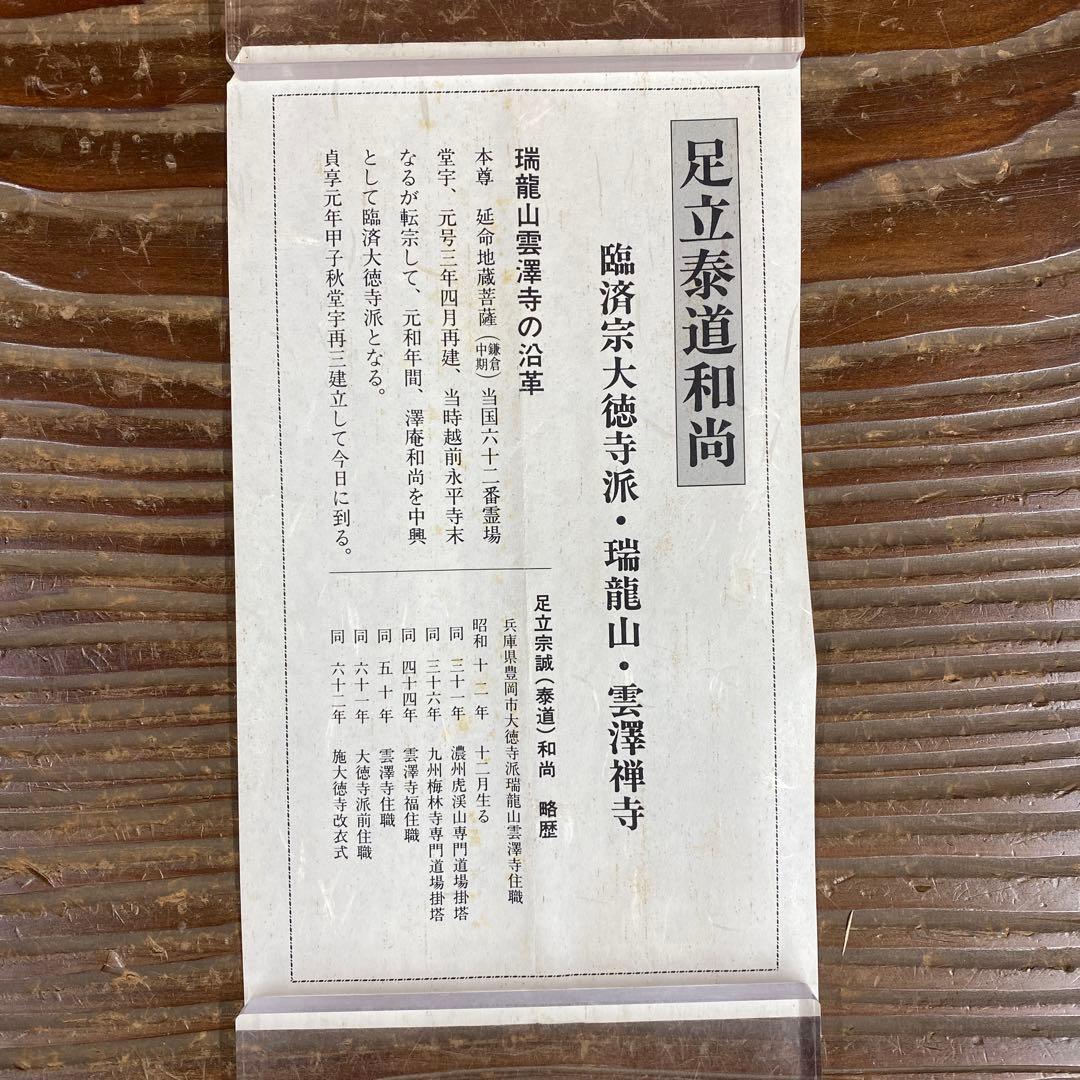 足立泰道和尚
臨済宗大徳寺派・瑞龍山・雲澤禅寺
瑞龍山雲澤寺の沿革
本尊　延命地蔵菩薩（鎌倉中期）当国六十二番霊場
堂宇、元号三年四月再建、当時越前永平寺末
なるが転宗して、元和年間、澤庵和尚を中興
として臨済大徳寺派となる。
貞享元年甲子秋堂宇再三建立して今日に到る。
足立宗誠（泰道）和尚　略歴
兵庫県豊岡市大徳寺派瑞龍山雲澤寺住職
昭和　十二年　十二月生る
同　三十一年　濃州虎渓山専門道場掛塔
同　三十六年　九州梅林寺専門道場掛塔
同　四十四年　雲澤寺福住職
同　五十年　雲澤寺住職
同　六十一年　大徳寺派前住職
同　六十二年　施大徳寺改衣式